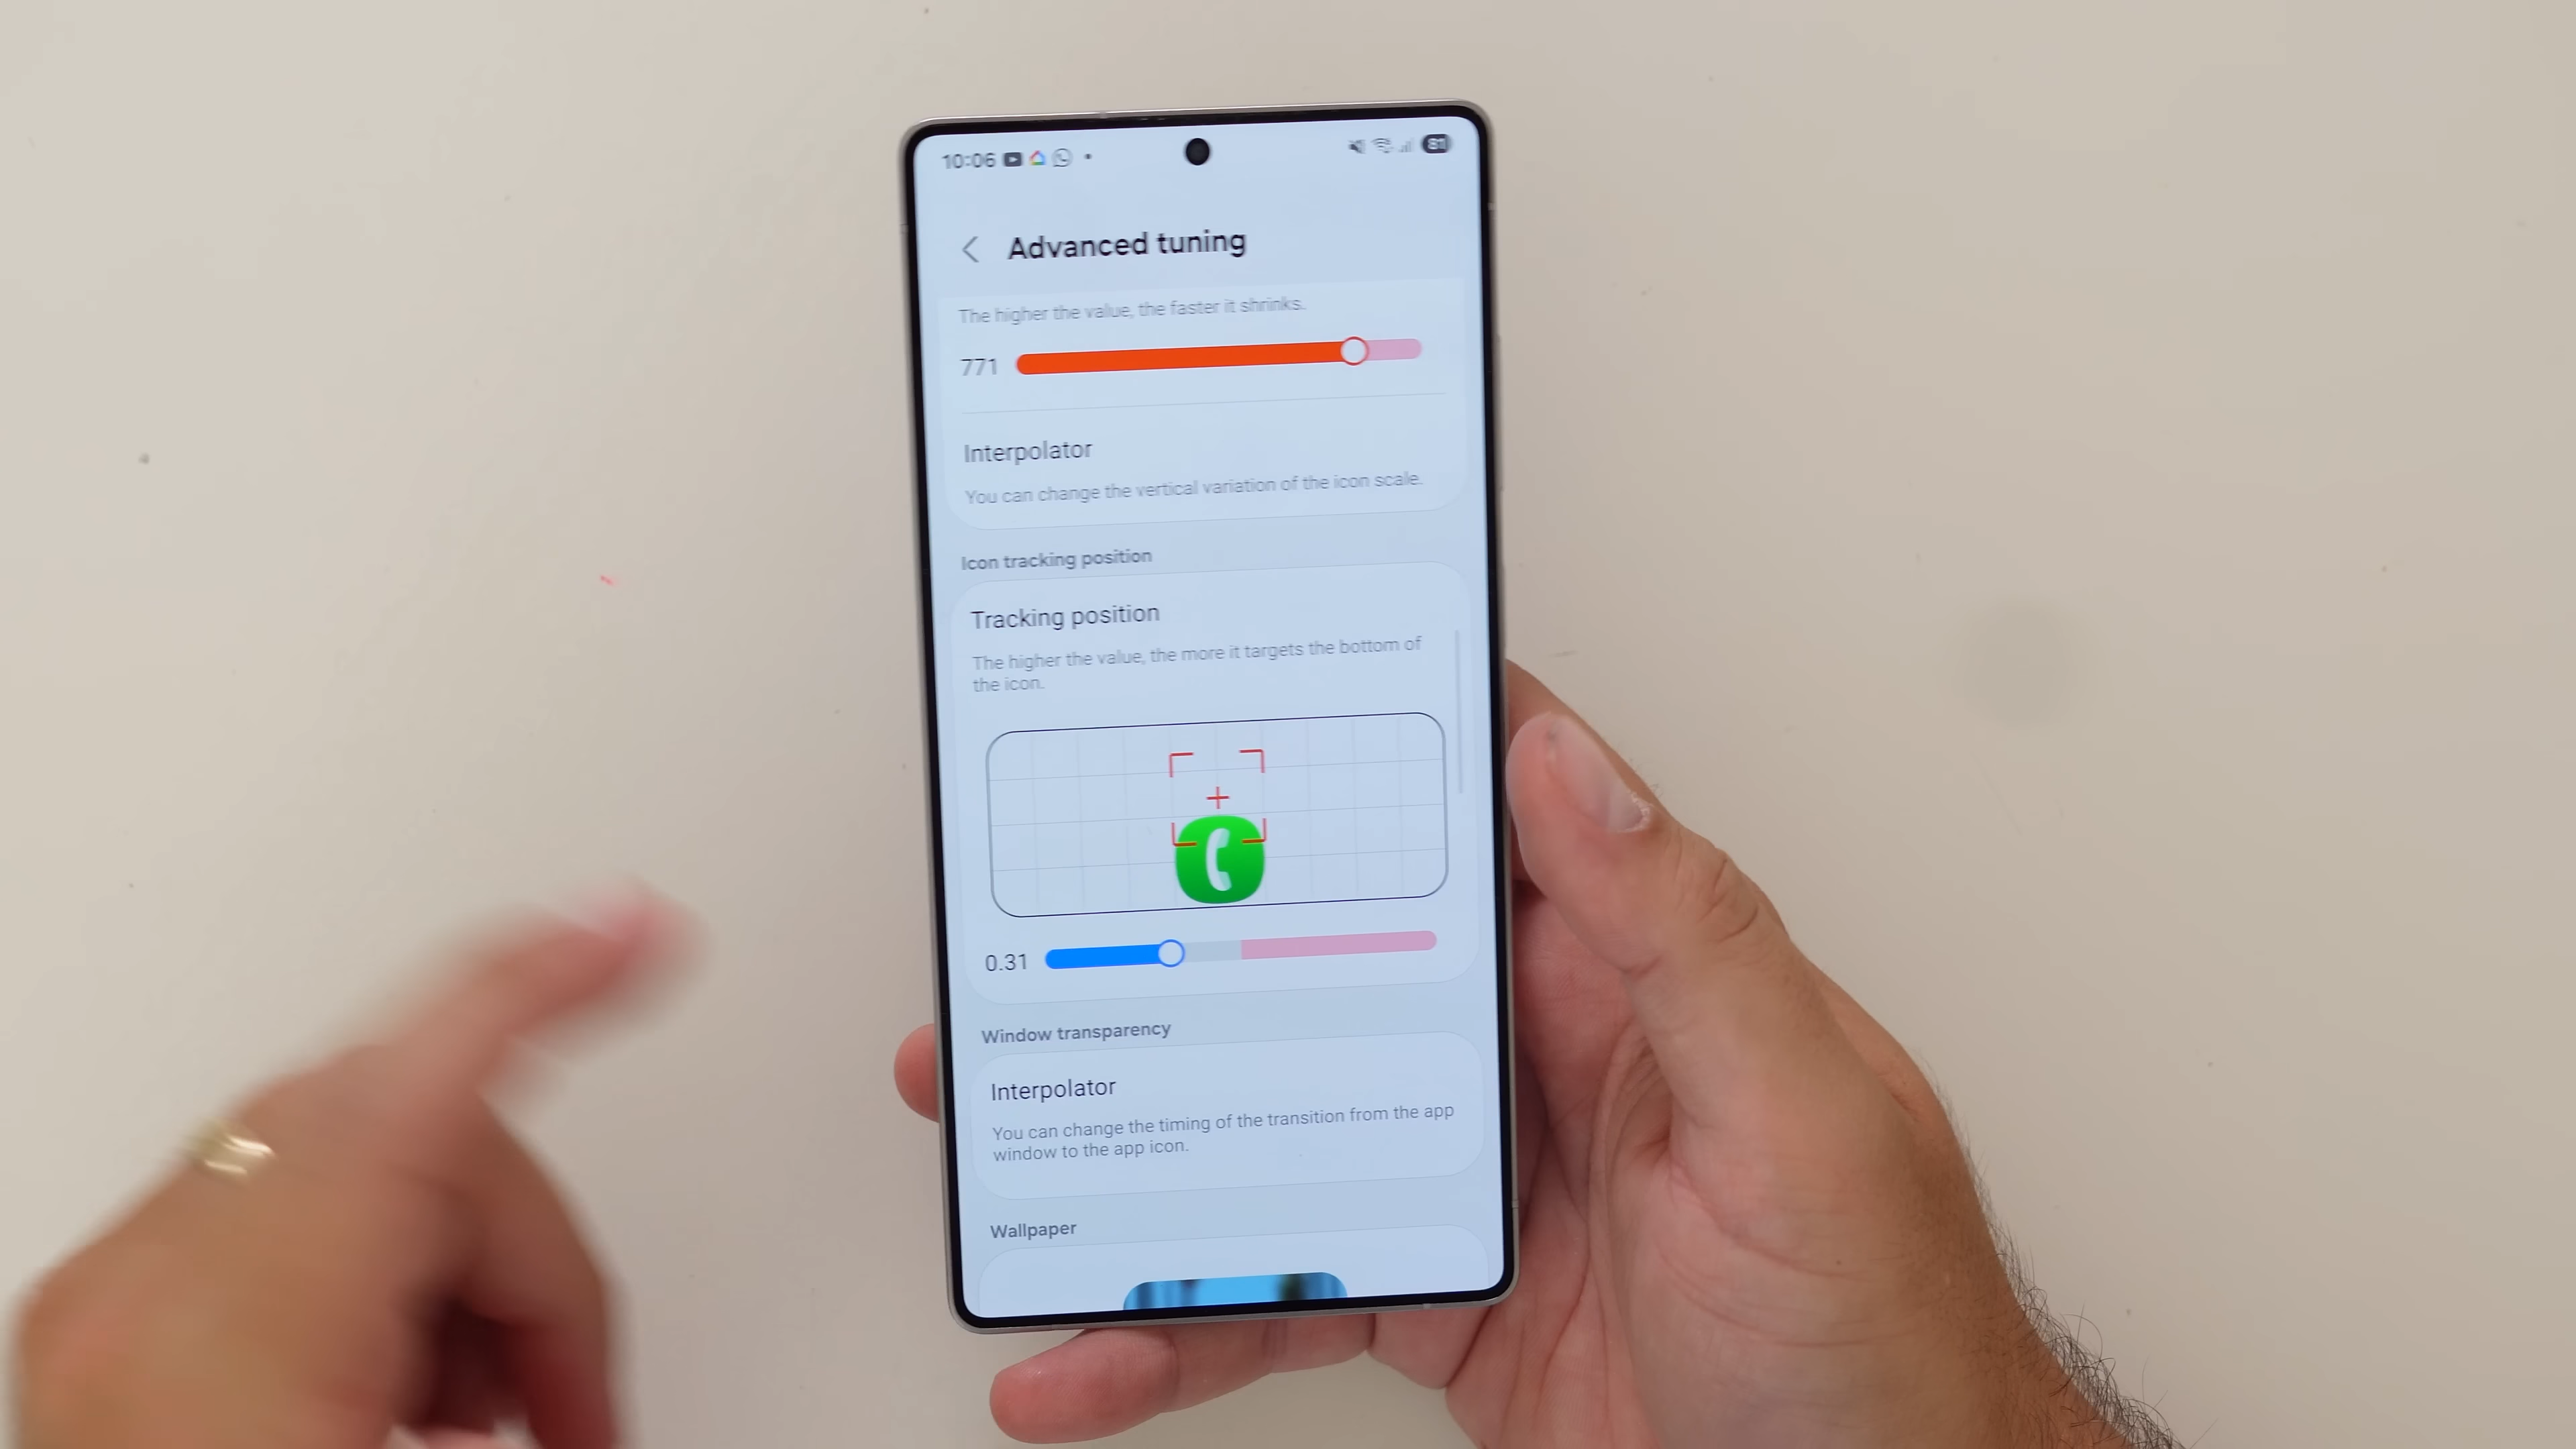 10:06
81
Advanced tuning
The higher the value, the faster it shrinks.
771
Interpolator
You can change the vertical variation of the icon scale.
Icon tracking position
Tracking position
The higher the value, the more it targets the bottom of
the icon.
0.31
Window transparency
Interpolator
You can change the timing of the transition from the app
window to the app icon.
Wallpaper